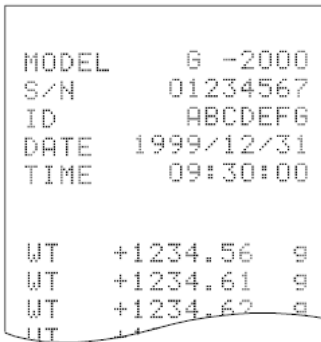 MODEL G -2000
S/N 01234567
ID ABCDEFG
DATE 1999/12/31
TIME 09:30:00
WT +1234.56 g
WT +1234.61 g
WT +1234.62 g
WT